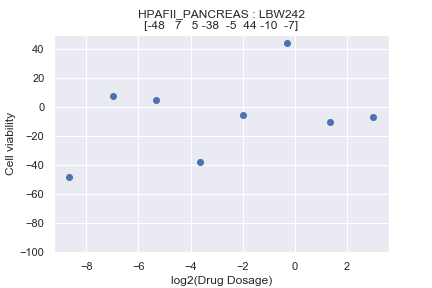 HPAFII_PANCREAS : LBW242
[-48 7 5 -38 -5 44 -10 -7]
40
20
0
−20
−40
−60
−80
−100
Cell viability
−8 −6 −4 −2 0 2
log2(Drug Dosage)